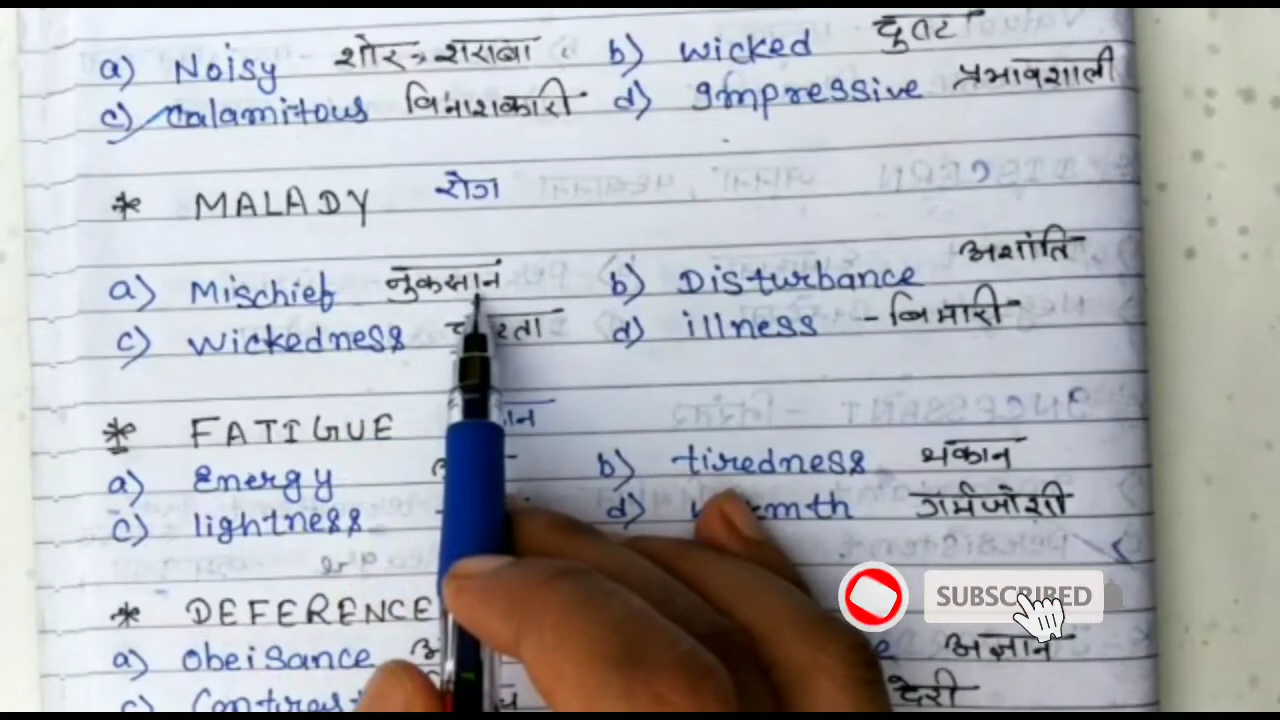 a) Noisy शोर-शराबा b) wicked
c) Calamitous विनाशकारी d) Impressive प्रभावशाली
* MALADY रोग
a) Mischief नुकसान b) Disturbance अशांति
c) wickedness d) illness - बिमारी
* FATIGUE
a) Energy b) tiredness थकान
c) lightness d) गर्मजोशी
* DEFERENCE
a) Obeisance अज्ञान
c) देरी
SUBSCRIBED